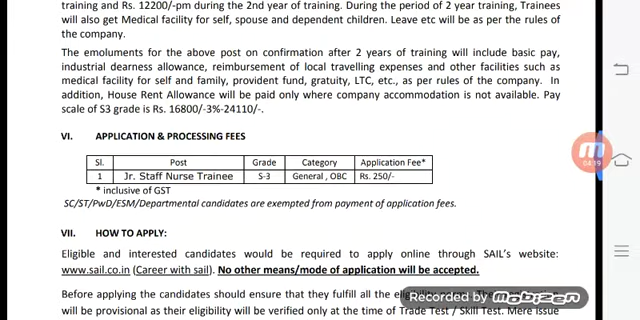 training and Rs. 12200/-pm during the 2nd year of training. During the period of 2 year training, Trainees
will also get Medical facility for self, spouse and dependent children. Leave etc will be as per the rules of
the company.
The emoluments for the above post on confirmation after 2 years of training will include basic pay,
industrial dearness allowance, reimbursement of local travelling expenses and other facilities such as
medical facility for self and family, provident fund, gratuity, LTC, etc., as per rules of the company. In
addition, House Rent Allowance will be paid only where company accommodation is not available. Pay
scale of S3 grade is Rs. 16800/-3%-24110/-.
VI. APPLICATION & PROCESSING FEES
Sl. Post Grade Category Application Fee*
1 Jr. Staff Nurse Trainee S-3 General , OBC Rs. 250/-
* inclusive of GST
SC/ST/PwD/ESM/Departmental candidates are exempted from payment of application fees.
VII. HOW TO APPLY:
Eligible and interested candidates would be required to apply online through SAIL's website:
www.sail.co.in (Career with sail). No other means/mode of application will be accepted.
Before applying the candidates should ensure that they fulfill all the
will be provisional as their eligibility will be verified only at the time of Trade Test / Skill Test. Mere issue
04:19
Recorded by mobizen